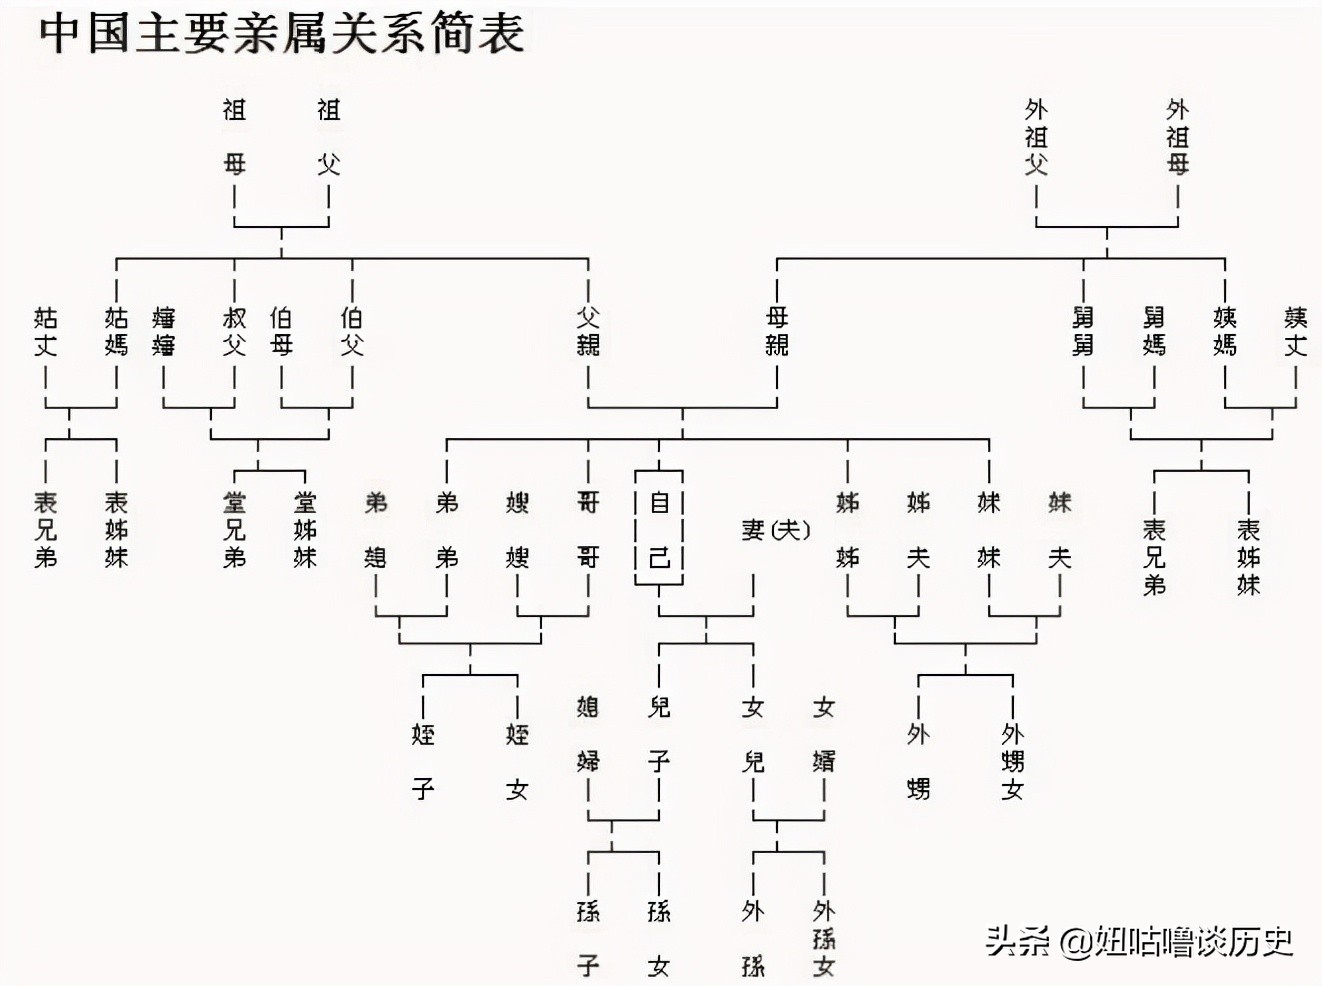 中国主要亲属关系简表
祖母
祖父
外祖父
外祖母
姑丈
姑媽
嬸嬸
叔父
伯母
伯父
父親
母親
舅舅
舅媽
姨媽
姨丈
表兄弟
表姊妹
堂兄弟
堂姊妹
弟媳
弟弟
嫂嫂
哥哥
自己
妻(夫)
姊姊
姊夫
妹妹
妹夫
表兄弟
表姊妹
姪子
姪女
媳婦
兒子
女兒
女婿
外甥
外甥女
孫子
孫女
外孫
外孫女
头条 @妞咕噜谈历史